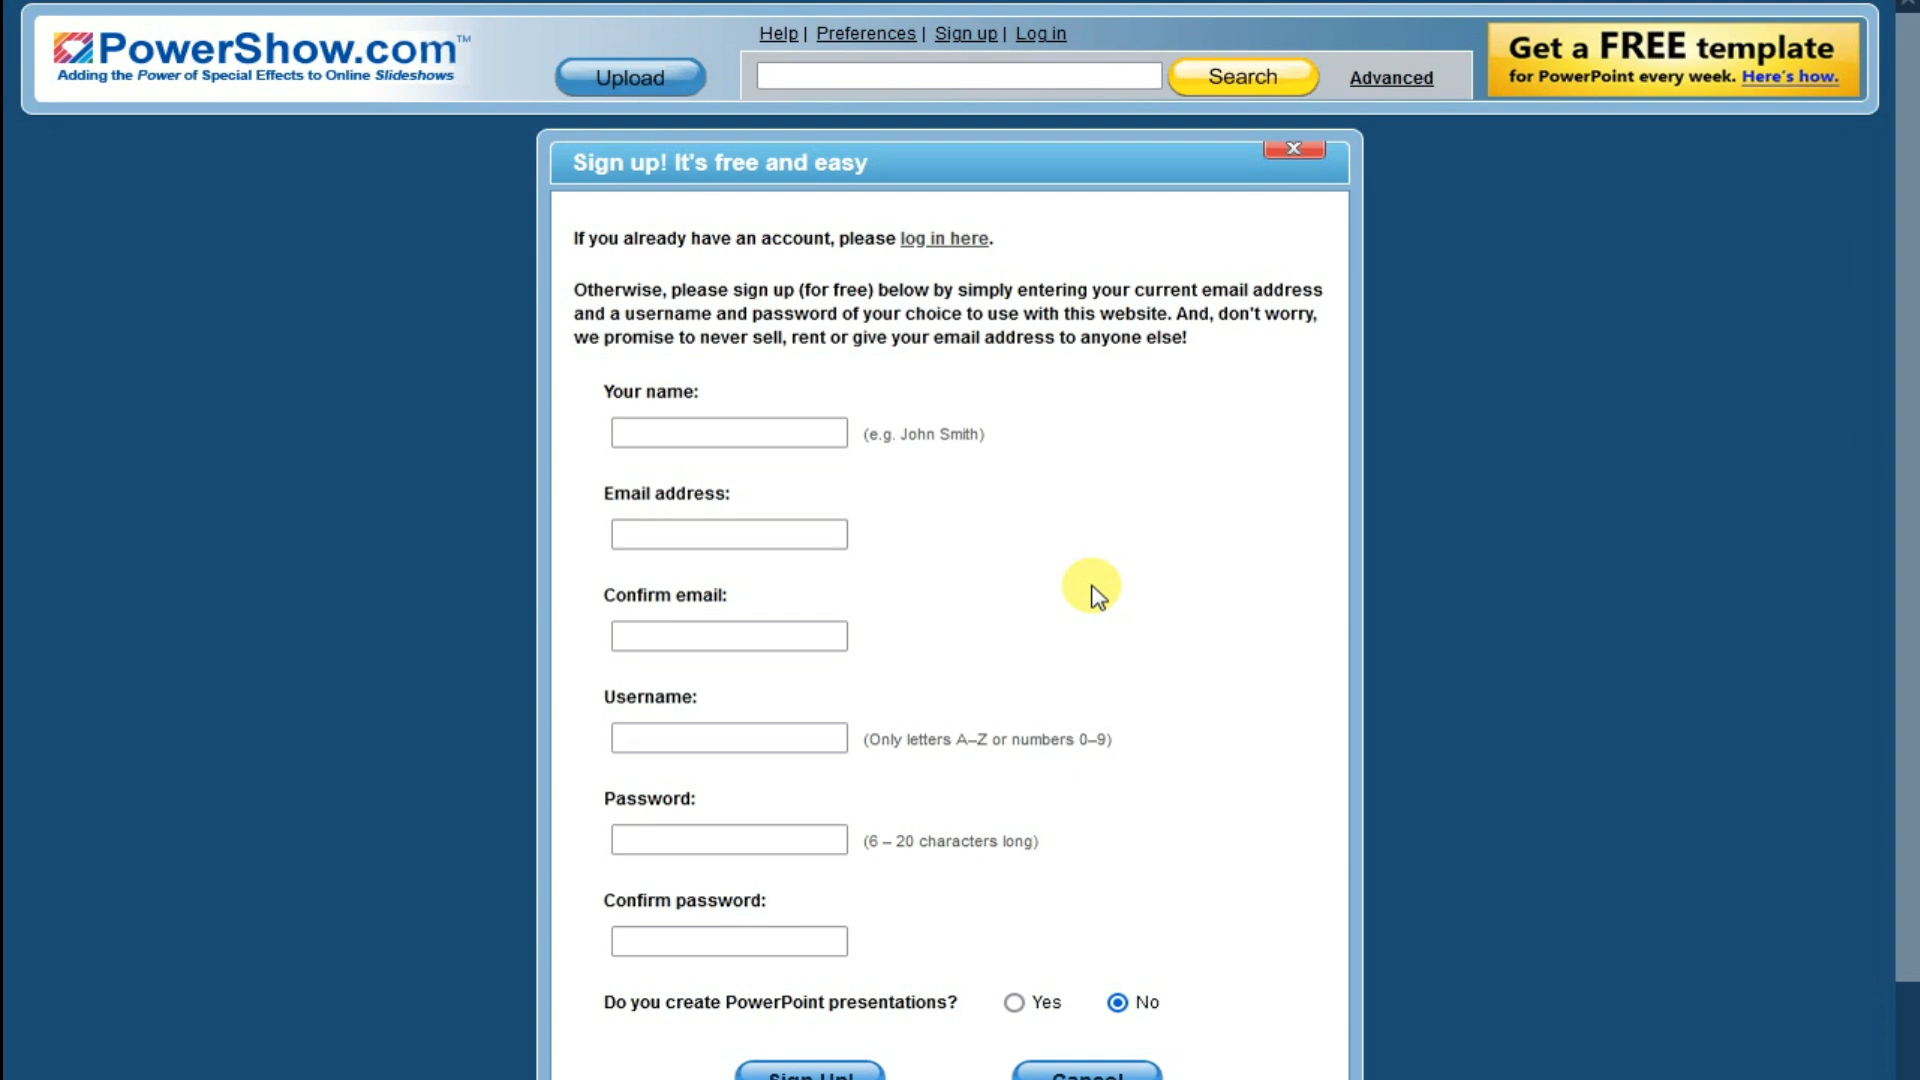 PowerShow.com™
Adding the Power of Special Effects to Online Slideshows
Upload
Help | Preferences | Sign up | Log in
Search
Advanced
Get a FREE template
for PowerPoint every week. Here's how.
Sign up! It's free and easy
X
If you already have an account, please log in here.
Otherwise, please sign up (for free) below by simply entering your current email address
and a username and password of your choice to use with this website. And, don't worry,
we promise to never sell, rent or give your email address to anyone else!
Your name:
(e.g. John Smith)
Email address:
Confirm email:
Username:
(Only letters A–Z or numbers 0–9)
Password:
(6 – 20 characters long)
Confirm password:
Do you create PowerPoint presentations? Yes No
Sign Up! Cancel